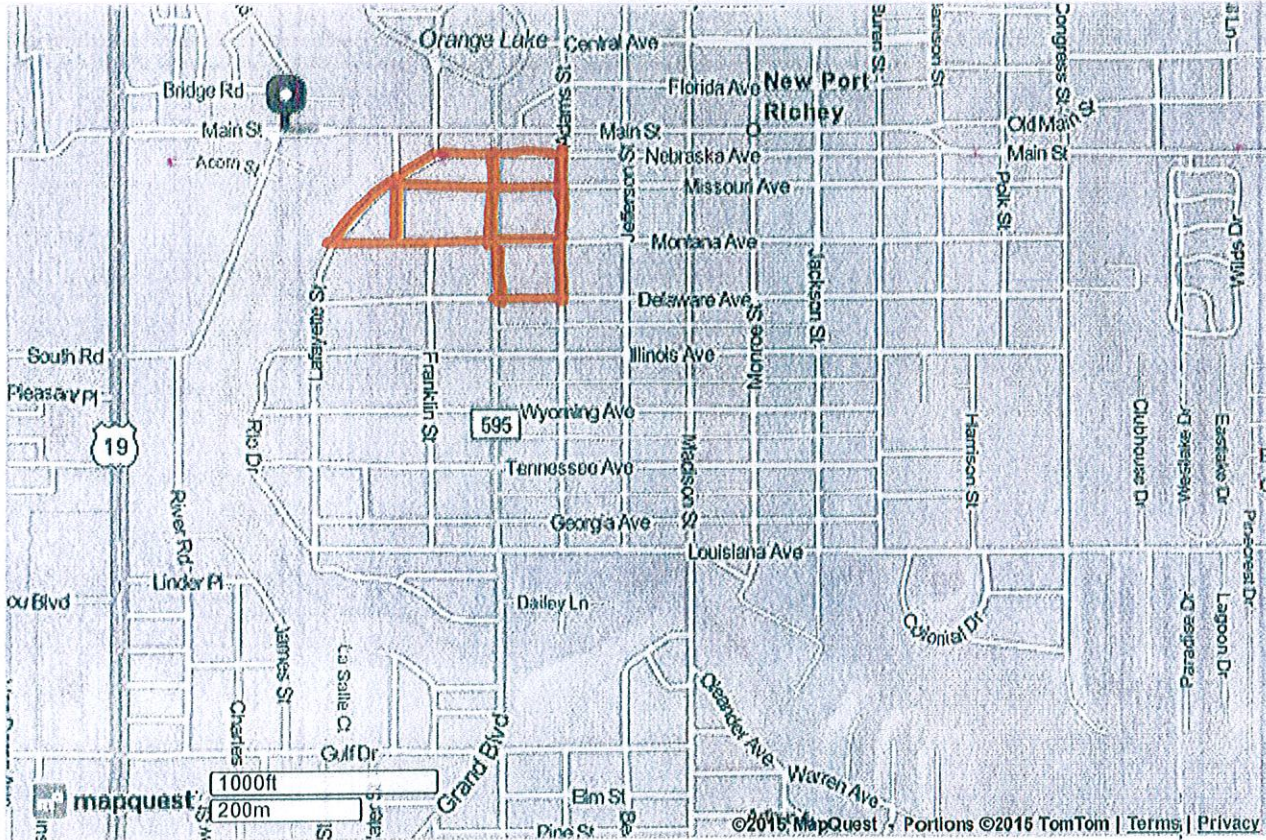 Orange Lake
Central Ave
Buren St
Congress St
Bridge Rd
Florida Ave
New Port
Richey
Main St
Adams St
Main St
Old Main St
Acorn St
Nebraska Ave
Main St
Jefferson St
Missouri Ave
Polk St
Montana Ave
Jackson St
Delaware Ave
Lafayette St
Monroe St
South Rd
Franklin St
Illinois Ave
Pleasant Pl
19
Rio Dr
595
Wyoming Ave
Harrison St
Clubhouse Dr
Westlake Dr
Eastlake Dr
Tennessee Ave
Madison St
River Rd
Georgia Ave
Louisiana Ave
Pinecrest Dr
Linder Pl
ou Blvd
Dailey Ln
Colonial Dr
Paradise Dr
Lagoon Dr
James St
La Salle Ct
Oleander Ave
Charles
Gulf Dr
Grand Blvd
Warren Ave
1000ft
mapquest
200m
Elm St
Pine St
©2015 MapQuest - Portions ©2015 TomTom | Terms | Privacy